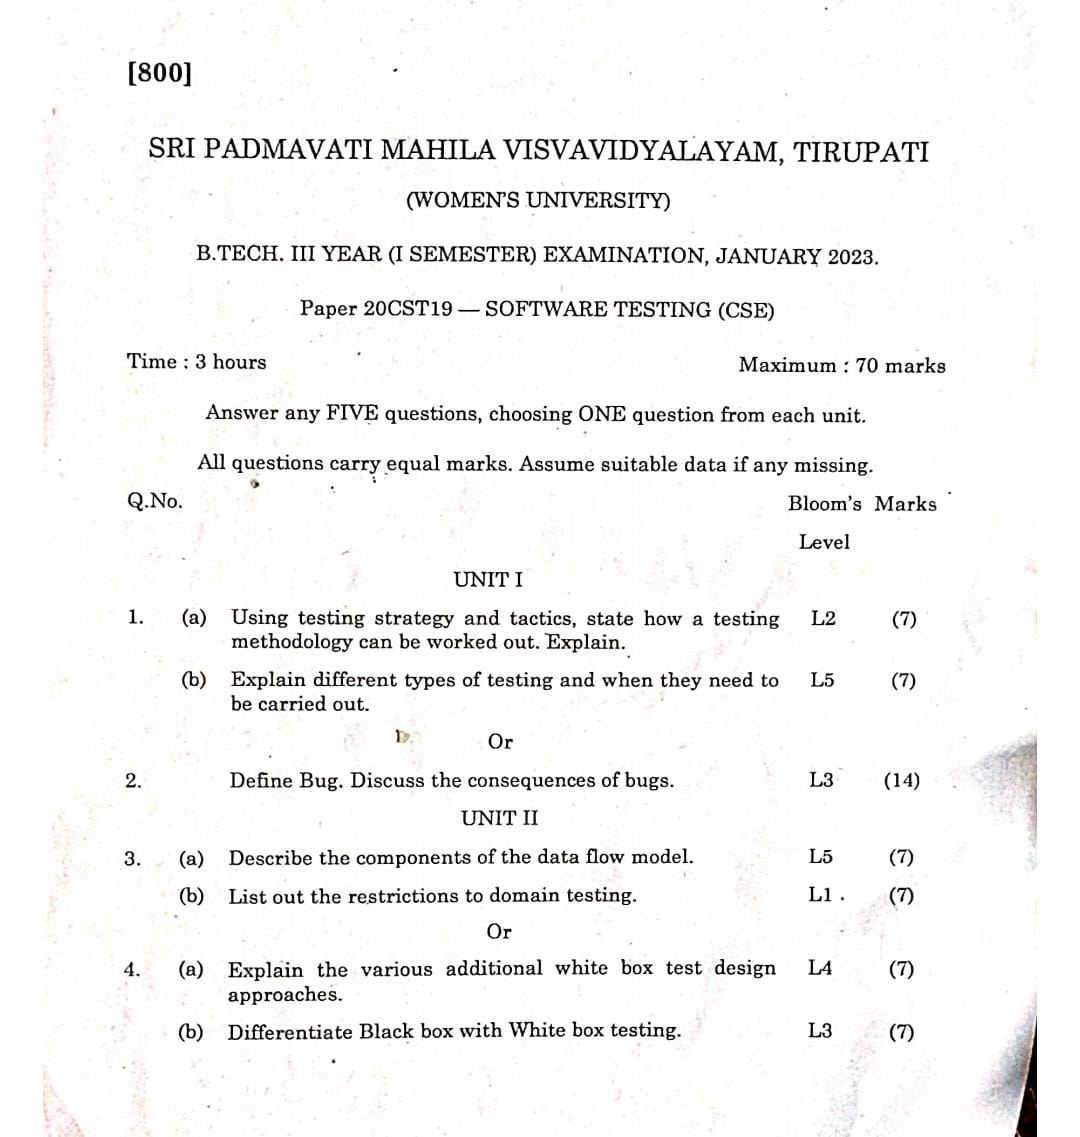 [800]
SRI PADMAVATI MAHILA VISVAVIDYALAYAM, TIRUPATI
(WOMEN'S UNIVERSITY)
B.TECH. III YEAR (I SEMESTER) EXAMINATION, JANUARY 2023.
Paper 20CST19 — SOFTWARE TESTING (CSE)
Time : 3 hours Maximum : 70 marks
Answer any FIVE questions, choosing ONE question from each unit.
All questions carry equal marks. Assume suitable data if any missing.
Q.No. Bloom's Marks
Level
UNIT I
1. (a) Using testing strategy and tactics, state how a testing L2 (7)
methodology can be worked out. Explain.
(b) Explain different types of testing and when they need to L5 (7)
be carried out.
Or
2. Define Bug. Discuss the consequences of bugs. L3 (14)
UNIT II
3. (a) Describe the components of the data flow model. L5 (7)
(b) List out the restrictions to domain testing. L1 . (7)
Or
4. (a) Explain the various additional white box test design L4 (7)
approaches.
(b) Differentiate Black box with White box testing. L3 (7)